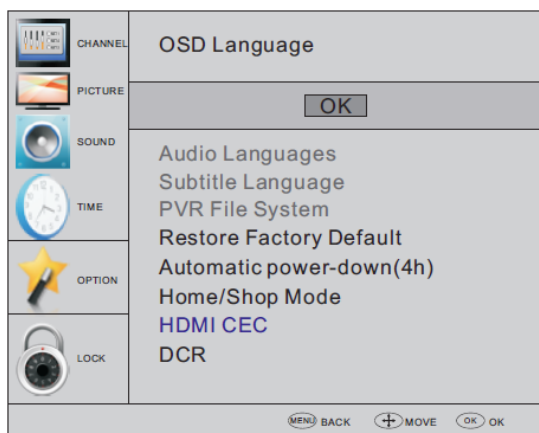 CHANNEL
PICTURE
SOUND
TIME
OPTION
LOCK
OSD Language
OK
Audio Languages
Subtitle Language
PVR File System
Restore Factory Default
Automatic power-down(4h)
Home/Shop Mode
HDMI CEC
DCR
MENU BACK MOVE OK OK